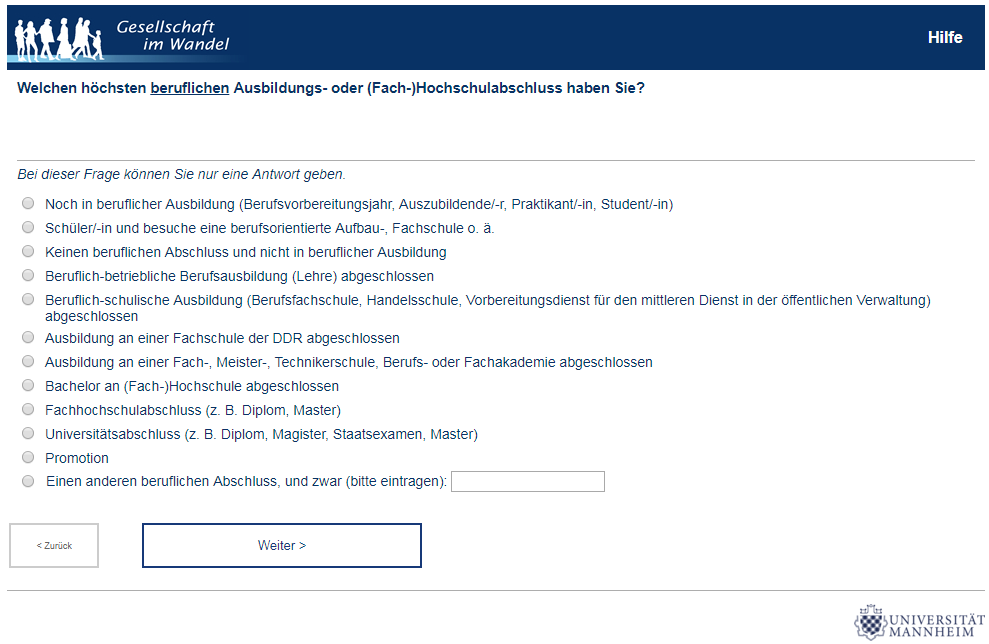 Gesellschaft
im Wandel
Hilfe
Welchen höchsten beruflichen Ausbildungs- oder (Fach-)Hochschulabschluss haben Sie?
Bei dieser Frage können Sie nur eine Antwort geben.
Noch in beruflicher Ausbildung (Berufsvorbereitungsjahr, Auszubildende/-r, Praktikant/-in, Student/-in)
Schüler/-in und besuche eine berufsorientierte Aufbau-, Fachschule o. ä.
Keinen beruflichen Abschluss und nicht in beruflicher Ausbildung
Beruflich-betriebliche Berufsausbildung (Lehre) abgeschlossen
Beruflich-schulische Ausbildung (Berufsfachschule, Handelsschule, Vorbereitungsdienst für den mittleren Dienst in der öffentlichen Verwaltung)
abgeschlossen
Ausbildung an einer Fachschule der DDR abgeschlossen
Ausbildung an einer Fach-, Meister-, Technikerschule, Berufs- oder Fachakademie abgeschlossen
Bachelor an (Fach-)Hochschule abgeschlossen
Fachhochschulabschluss (z. B. Diplom, Master)
Universitätsabschluss (z. B. Diplom, Magister, Staatsexamen, Master)
Promotion
Einen anderen beruflichen Abschluss, und zwar (bitte eintragen):
< Zurück
Weiter >
UNIVERSITÄT
MANNHEIM